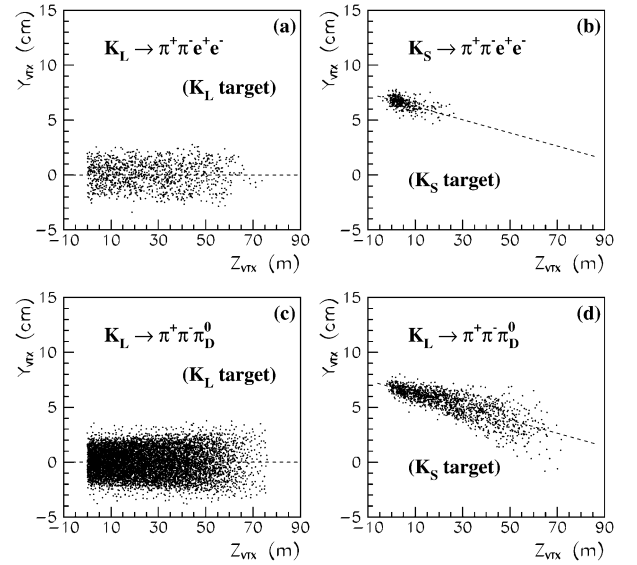 (a)
K_L → π⁺π⁻e⁺e⁻
(K_L target)
Y_VTX (cm)
15
10
5
0
-5
-10 10 30 50 70 90
Z_VTX (m)
(b)
K_S → π⁺π⁻e⁺e⁻
(K_S target)
Y_VTX (cm)
15
10
5
0
-5
-10 10 30 50 70 90
Z_VTX (m)
(c)
K_L → π⁺π⁻π⁰_D
(K_L target)
Y_VTX (cm)
15
10
5
0
-5
-10 10 30 50 70 90
Z_VTX (m)
(d)
K_L → π⁺π⁻π⁰_D
(K_S target)
Y_VTX (cm)
15
10
5
0
-5
-10 10 30 50 70 90
Z_VTX (m)